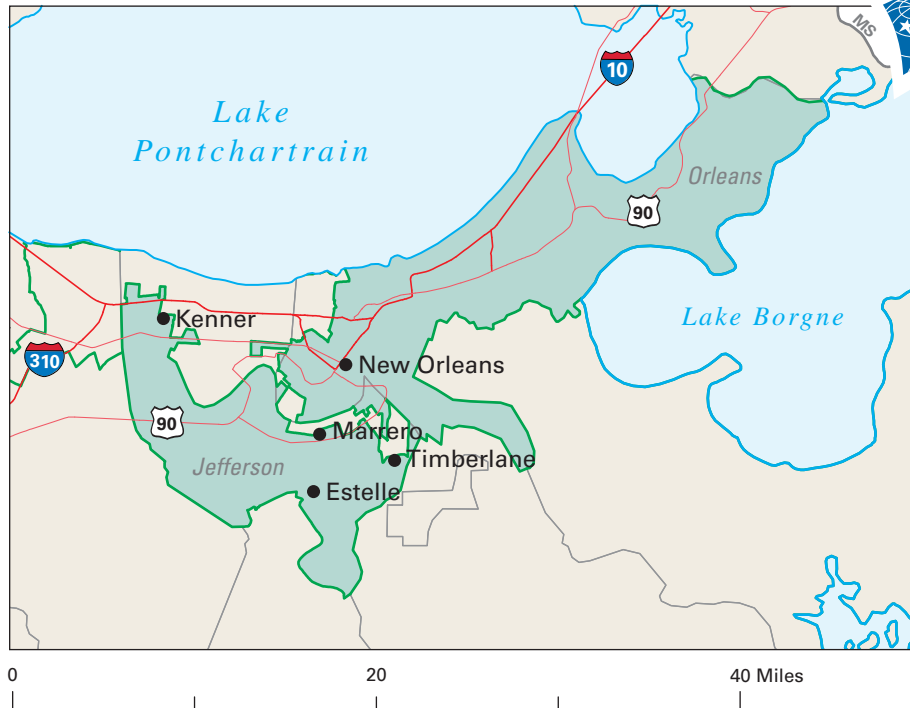 MS
10
Lake
Pontchartrain
Orleans
90
Kenner
Lake Borgne
310
New Orleans
90
Marrero
Timberlane
Jefferson
Estelle
0 20 40 Miles